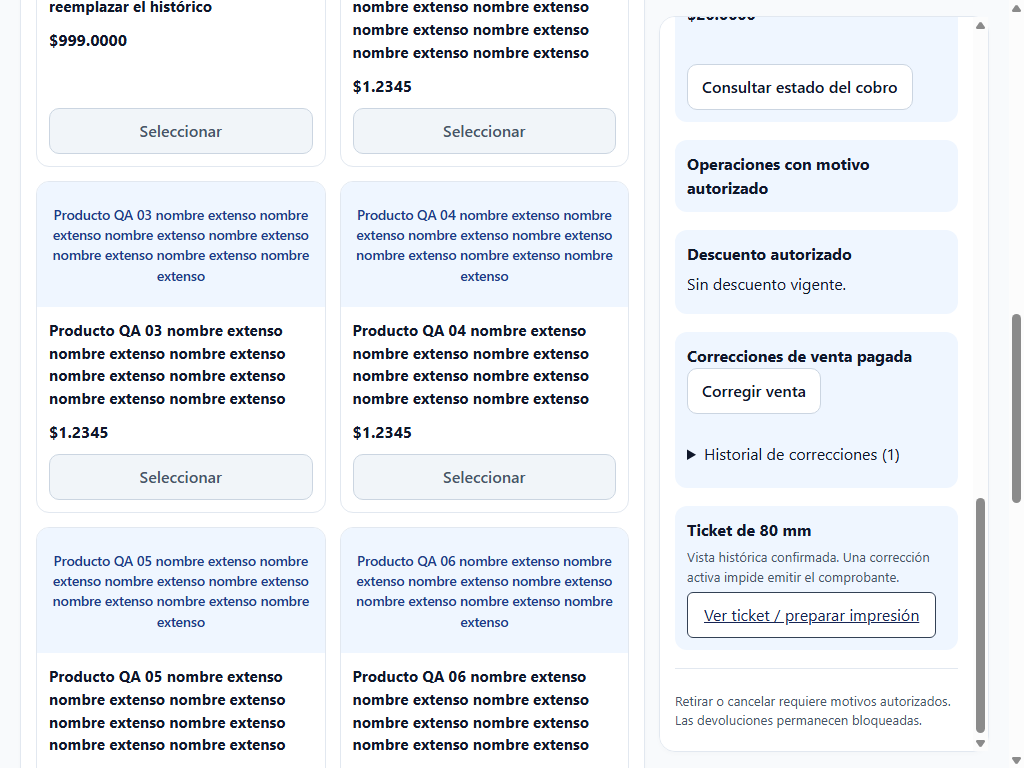 reemplazar el histórico
$999.0000
Seleccionar
nombre extenso nombre extenso
nombre extenso nombre extenso
nombre extenso nombre extenso
$1.2345
Seleccionar
Producto QA 03 nombre extenso nombre
extenso nombre extenso nombre extenso
nombre extenso nombre extenso nombre
extenso
Producto QA 03 nombre extenso
nombre extenso nombre extenso
nombre extenso nombre extenso
nombre extenso nombre extenso
$1.2345
Seleccionar
Producto QA 04 nombre extenso nombre
extenso nombre extenso nombre extenso
nombre extenso nombre extenso nombre
extenso
Producto QA 04 nombre extenso
nombre extenso nombre extenso
nombre extenso nombre extenso
nombre extenso nombre extenso
$1.2345
Seleccionar
Producto QA 05 nombre extenso nombre
extenso nombre extenso nombre extenso
nombre extenso nombre extenso nombre
extenso
Producto QA 05 nombre extenso
nombre extenso nombre extenso
nombre extenso nombre extenso
nombre extenso nombre extenso
Producto QA 06 nombre extenso nombre
extenso nombre extenso nombre extenso
nombre extenso nombre extenso nombre
extenso
Producto QA 06 nombre extenso
nombre extenso nombre extenso
nombre extenso nombre extenso
nombre extenso nombre extenso
Consultar estado del cobro
Operaciones con motivo
autorizado
Descuento autorizado
Sin descuento vigente.
Correcciones de venta pagada
Corregir venta
Historial de correcciones (1)
Ticket de 80 mm
Vista histórica confirmada. Una corrección
activa impide emitir el comprobante.
Ver ticket / preparar impresión
Retirar o cancelar requiere motivos autorizados.
Las devoluciones permanecen bloqueadas.